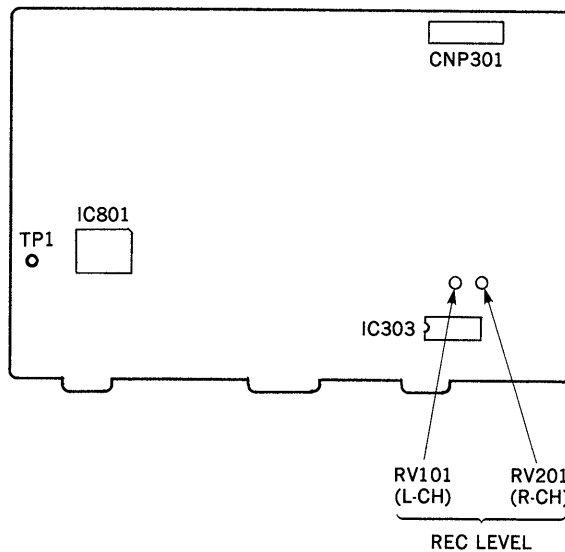 CNP301
IC801
TP1
IC303
RV101 RV201
(L-CH) (R-CH)
REC LEVEL